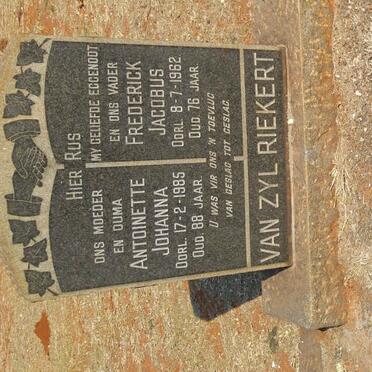 HIER RUS
MY GELIEFDE EGGENOOT
EN ONS VADER
FREDERICK
JACOBUS
OORL. 8-7-1962
OUD. 76 JAAR.
ONS MOEDER
EN OUMA
ANTOINETTE
JOHANNA
OORL. 17-2-1985
OUD. 88 JAAR.
U WAS VIR ONS 'N TOEVLUG
VAN GESLAG TOT GESLAG.
VAN ZYL RIEKERT